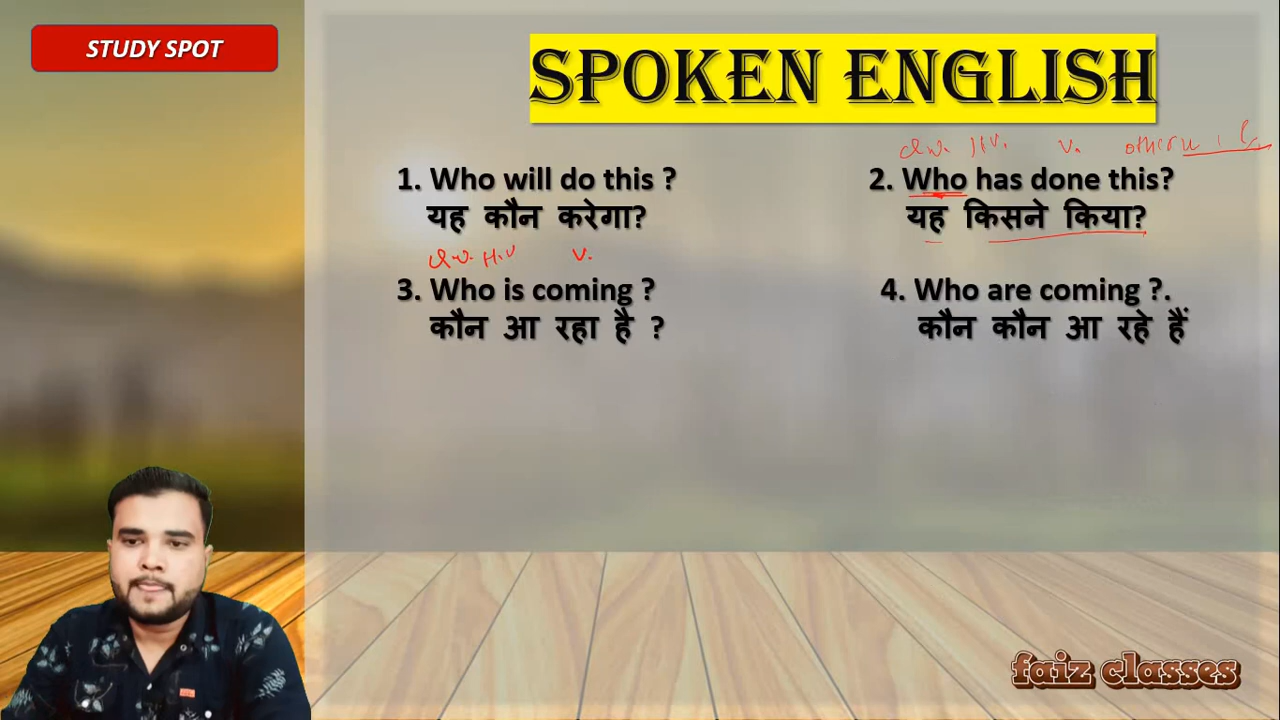 STUDY SPOT
SPOKEN ENGLISH
Q.W. H.V. V.
1. Who will do this ?
यह कौन करेगा?
2. Who has done this?
यह किसने किया?
Q.W. H.V V.
3. Who is coming ?
कौन आ रहा है ?
4. Who are coming ?.
कौन कौन आ रहे हैं
faiz classes